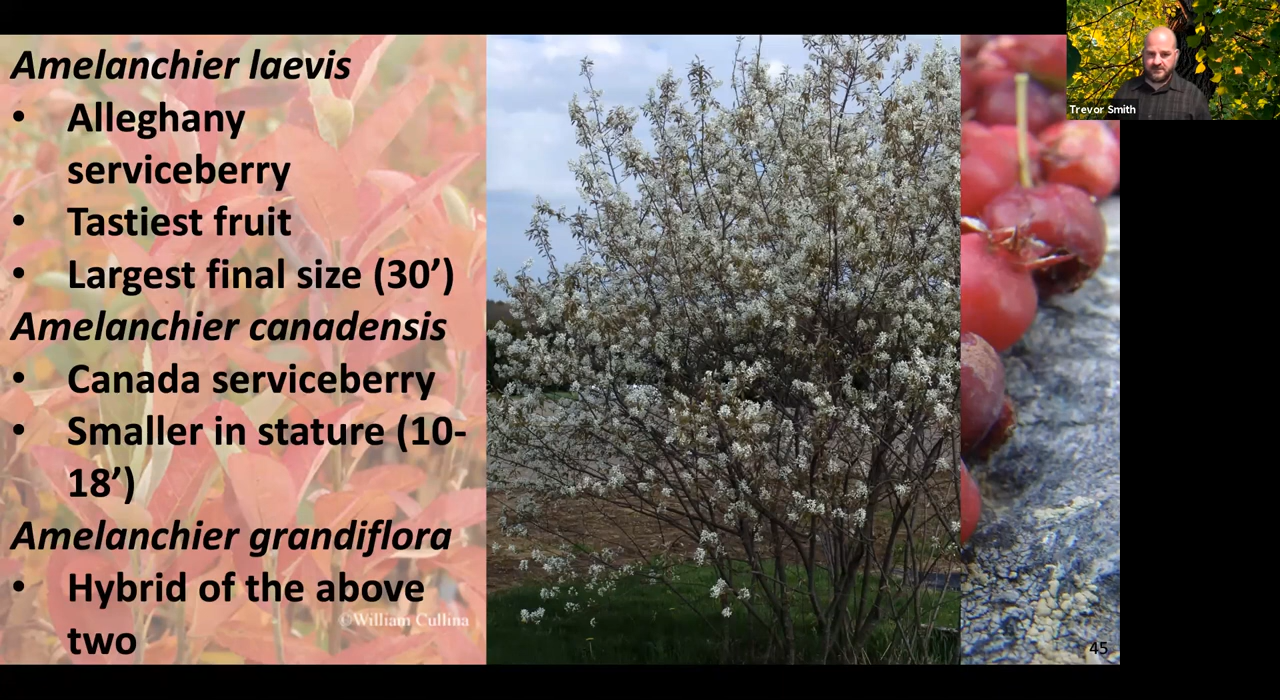 Amelanchier laevis
• Alleghany
serviceberry
• Tastiest fruit
• Largest final size (30’)
Amelanchier canadensis
• Canada serviceberry
• Smaller in stature (10-
18’)
Amelanchier grandiflora
• Hybrid of the above
two
©William Cullina
Trevor Smith
45